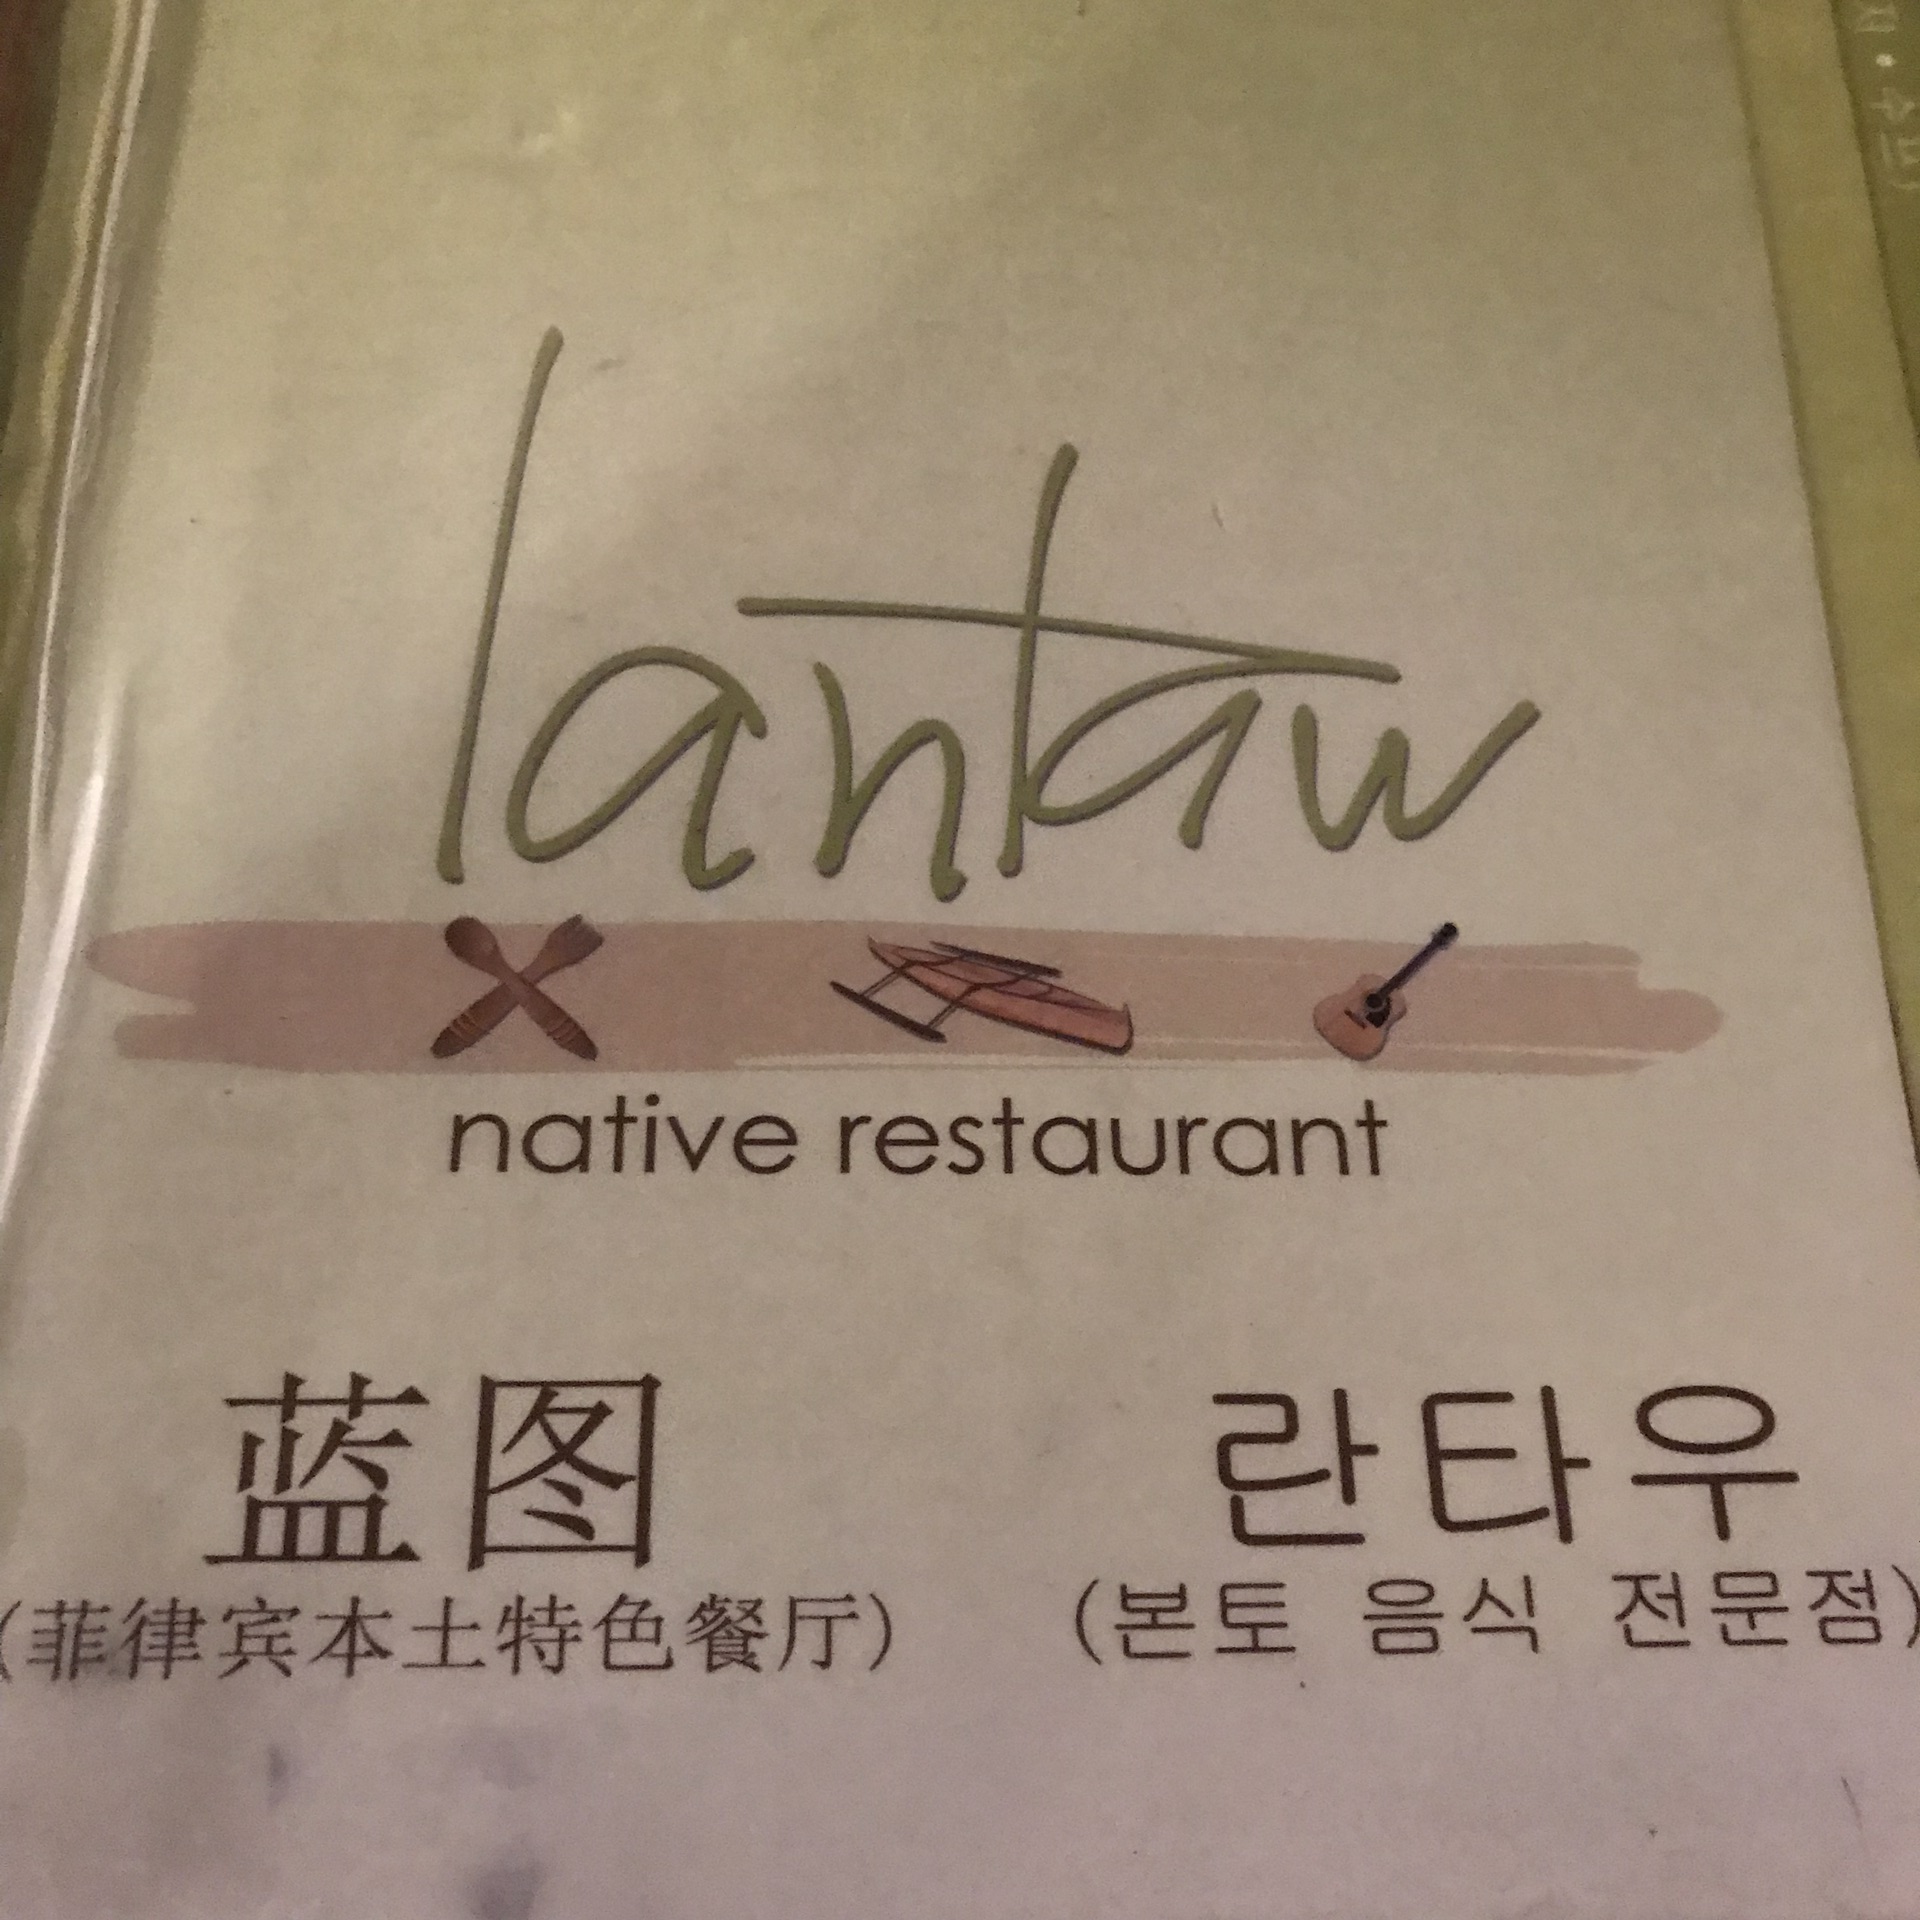 lantaw
native restaurant
蓝图 란타우
(菲律宾本土特色餐厅) (본토 음식 전문점)